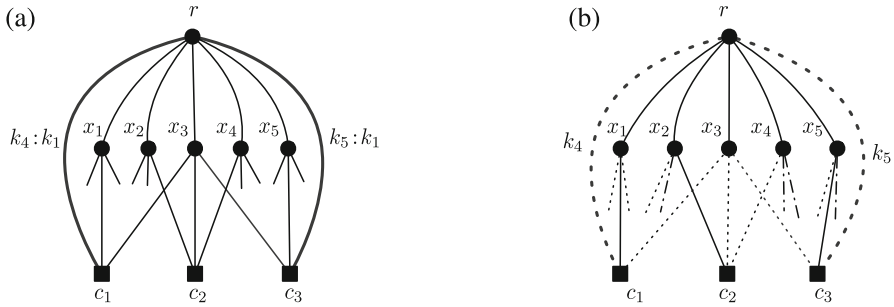 (a)
r
x₁ x₂ x₃ x₄ x₅
k₄:k₁ k₅:k₁
c₁ c₂ c₃
(b)
r
x₁ x₂ x₃ x₄ x₅
k₄ k₅
c₁ c₂ c₃